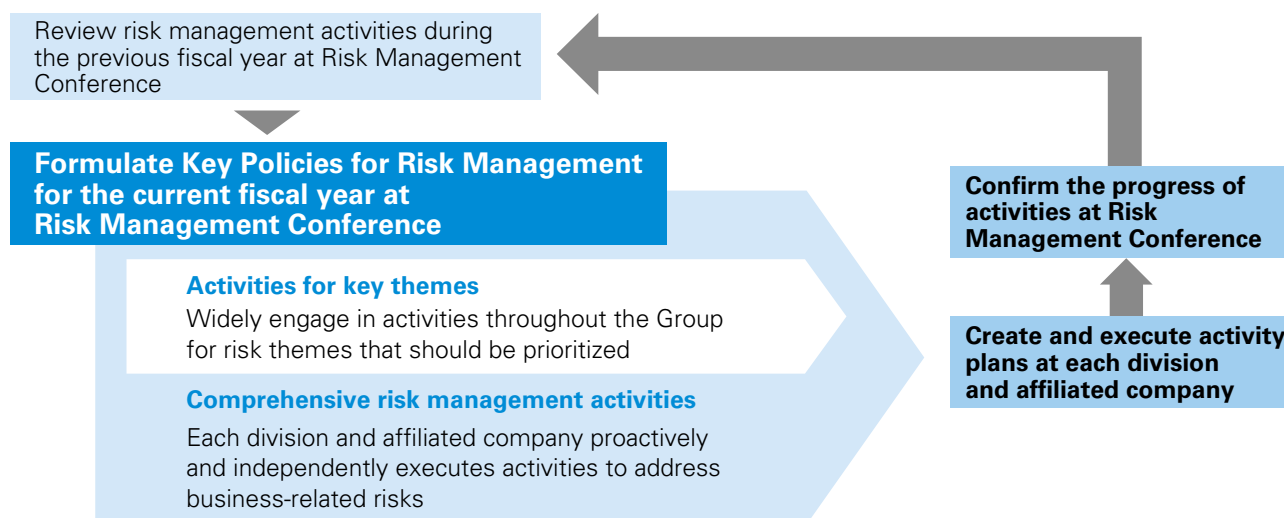 Review risk management activities during
the previous fiscal year at Risk Management
Conference
Formulate Key Policies for Risk Management
for the current fiscal year at
Risk Management Conference
Activities for key themes
Widely engage in activities throughout the Group
for risk themes that should be prioritized
Comprehensive risk management activities
Each division and affiliated company proactively
and independently executes activities to address
business-related risks
Create and execute activity
plans at each division
and affiliated company
Confirm the progress of
activities at Risk
Management Conference